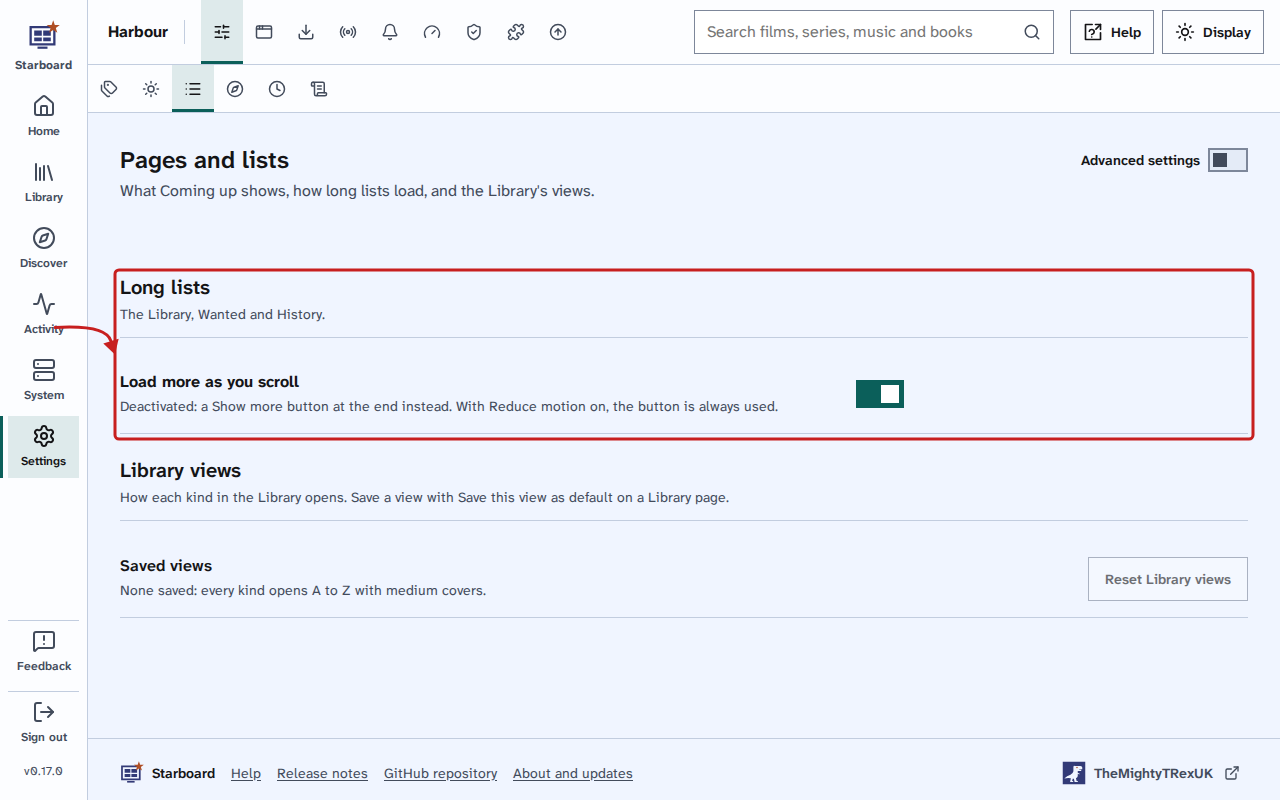 Starboard
Home
Library
Discover
Activity
System
Settings
Feedback
Sign out
v0.17.0
Harbour
Search films, series, music and books
Help
Display
Pages and lists
What Coming up shows, how long lists load, and the Library's views.
Advanced settings
Long lists
The Library, Wanted and History.
Load more as you scroll
Deactivated: a Show more button at the end instead. With Reduce motion on, the button is always used.
Library views
How each kind in the Library opens. Save a view with Save this view as default on a Library page.
Saved views
None saved: every kind opens A to Z with medium covers.
Reset Library views
Starboard
Help
Release notes
GitHub repository
About and updates
TheMightyTRexUK